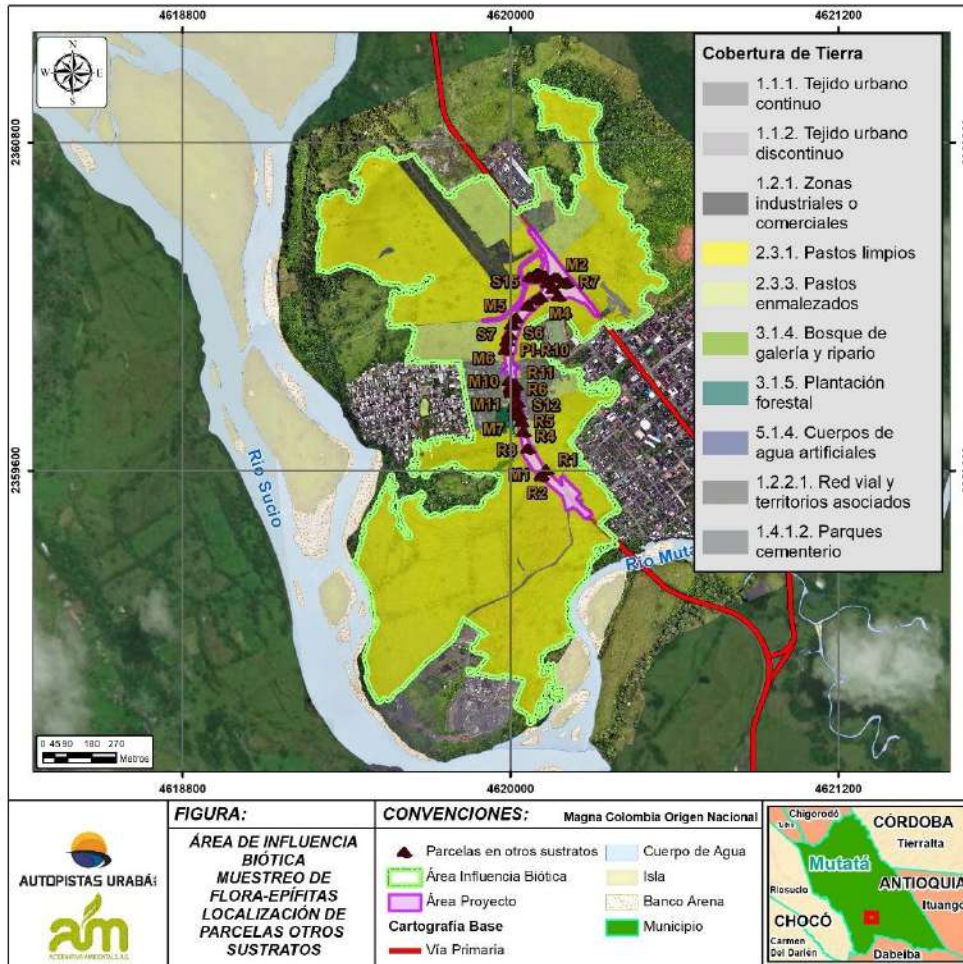 4618800
4620000
4621200
N
W
E
S
2360800
2359600
Cobertura de Tierra
1.1.1. Tejido urbano
continuo
1.1.2. Tejido urbano
discontinuo
1.2.1. Zonas
industriales o
comerciales
2.3.1. Pastos limpios
2.3.3. Pastos
enmalezados
3.1.4. Bosque de
galería y ripario
3.1.5. Plantación
forestal
5.1.4. Cuerpos de
agua artificiales
1.2.2.1. Red vial y
territorios asociados
1.4.1.2. Parques
cementerio
M2
S15
R7
M5
M4
S7
S6
PI-R10
M6
R11
M10
R6
M11
S12
R5
M7
R4
R1
M1
R2
Río Sucio
Río Muta
0 45 90 180 270
Metros
AUTOPISTAS URABÁ
am
FIGURA:
ÁREA DE INFLUENCIA
BIÓTICA
MUESTREO DE
FLORA-EPÍFITAS
LOCALIZACIÓN DE
PARCELAS OTROS
SUSTRATOS
CONVENCIONES:
Magna Colombia Origen Nacional
Parcelas en otros sustratos
Área Influencia Biótica
Área Proyecto
Cartografía Base
Vía Primaria
Cuerpo de Agua
Isla
Banco Arena
Municipio
Chigorodó
CÓRDOBA
Tierralta
Mutatá
ANTIOQUIA
Riosucio
Ituango
CHOCÓ
Carmen
Del Darién
Dabeiba